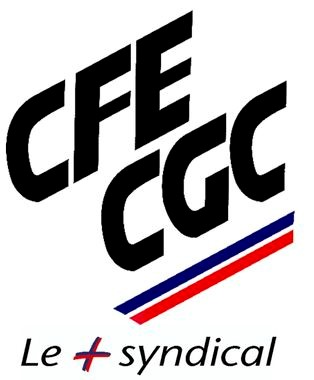 CFE
CGC
Le + syndical